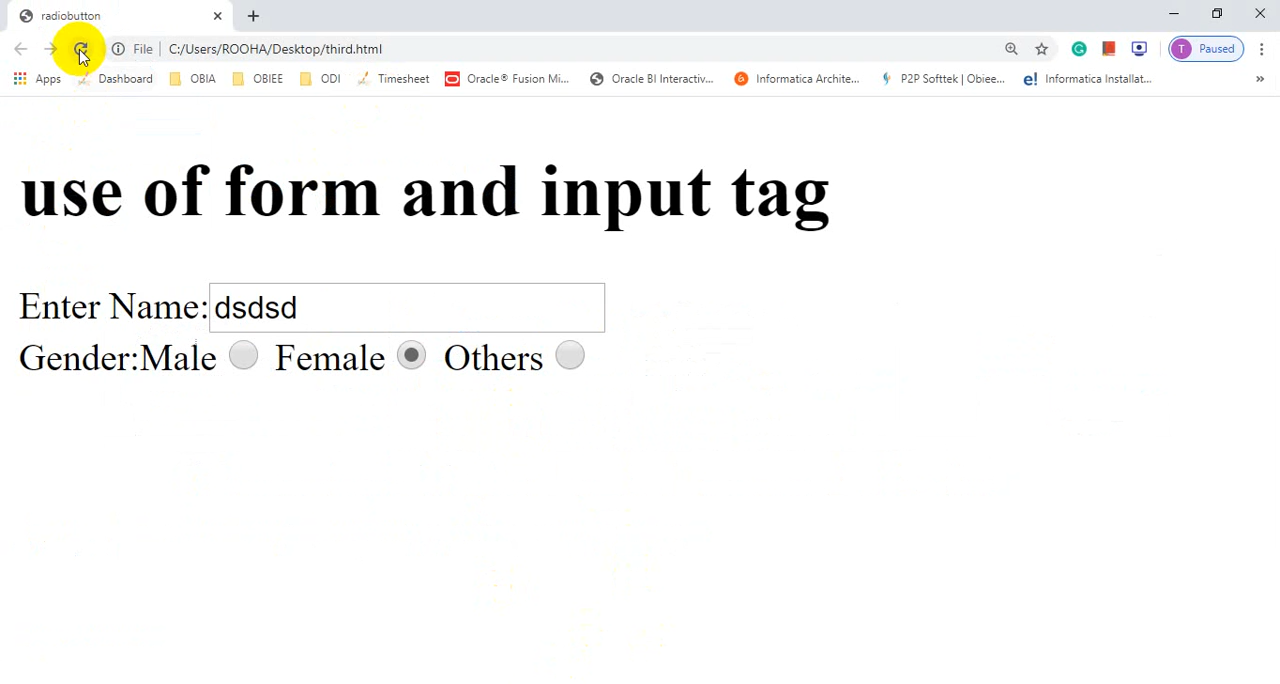 radiobutton
File C:/Users/ROOHA/Desktop/third.html T Paused
Apps Dashboard OBIA OBIEE ODI Timesheet Oracle® Fusion Mi... Oracle BI Interactiv... Informatica Archite... P2P Softtek | Obiee... e! Informatica Installat... »
use of form and input tag
Enter Name: dsdsd
Gender:Male Female Others